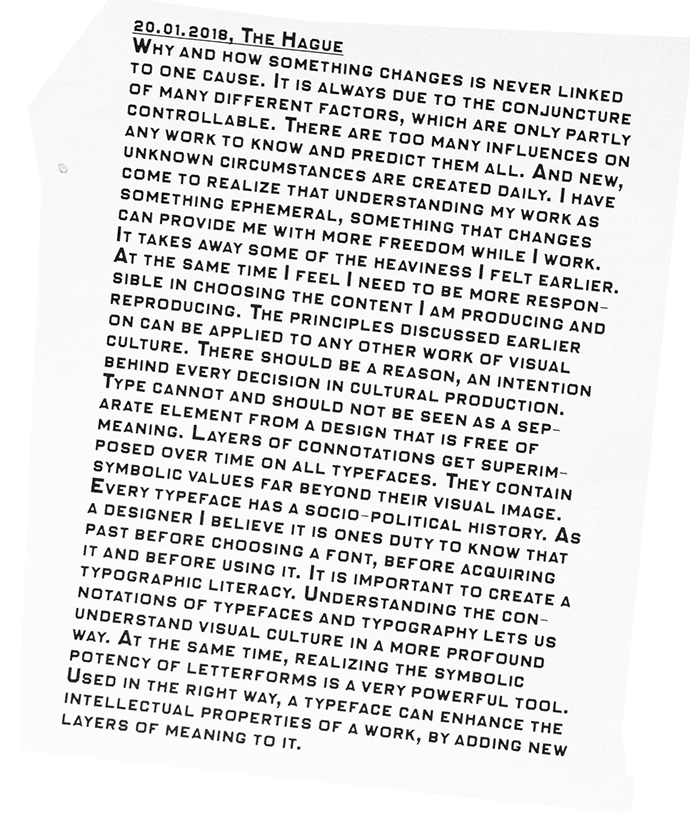 20.01.2018, The Hague
Why and how something changes is never linked
to one cause. It is always due to the conjuncture
of many different factors, which are only partly
controllable. There are too many influences on
any work to know and predict them all. And new,
unknown circumstances are created daily. I have
come to realize that understanding my work as
something ephemeral, something that changes
can provide me with more freedom while I work.
It takes away some of the heaviness I felt earlier.
At the same time I feel I need to be more respon-
sible in choosing the content I am producing and
reproducing. The principles discussed earlier
on can be applied to any other work of visual
culture. There should be a reason, an intention
behind every decision in cultural production.
Type cannot and should not be seen as a sep-
arate element from a design that is free of
meaning. Layers of connotations get superim-
posed over time on all typefaces. They contain
symbolic values far beyond their visual image.
Every typeface has a socio-political history. As
a designer I believe it is ones duty to know that
past before choosing a font, before acquiring
it and before using it. It is important to create a
typographic literacy. Understanding the con-
notations of typefaces and typography lets us
understand visual culture in a more profound
way. At the same time, realizing the symbolic
potency of letterforms is a very powerful tool.
Used in the right way, a typeface can enhance the
intellectual properties of a work, by adding new
layers of meaning to it.